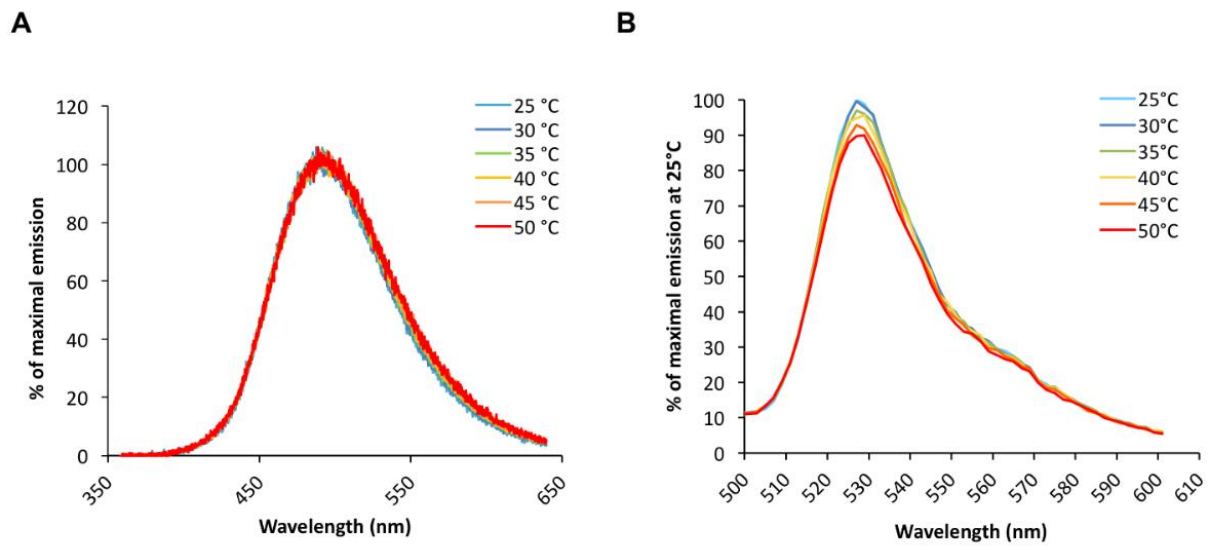 A
B
120
100
80
60
40
20
0
% of maximal emission
350
450
550
650
Wavelength (nm)
25 °C
30 °C
35 °C
40 °C
45 °C
50 °C
100
90
80
70
60
50
40
30
20
10
0
% of maximal emission at 25°C
500
510
520
530
540
550
560
570
580
590
600
610
Wavelength (nm)
25°C
30°C
35°C
40°C
45°C
50°C